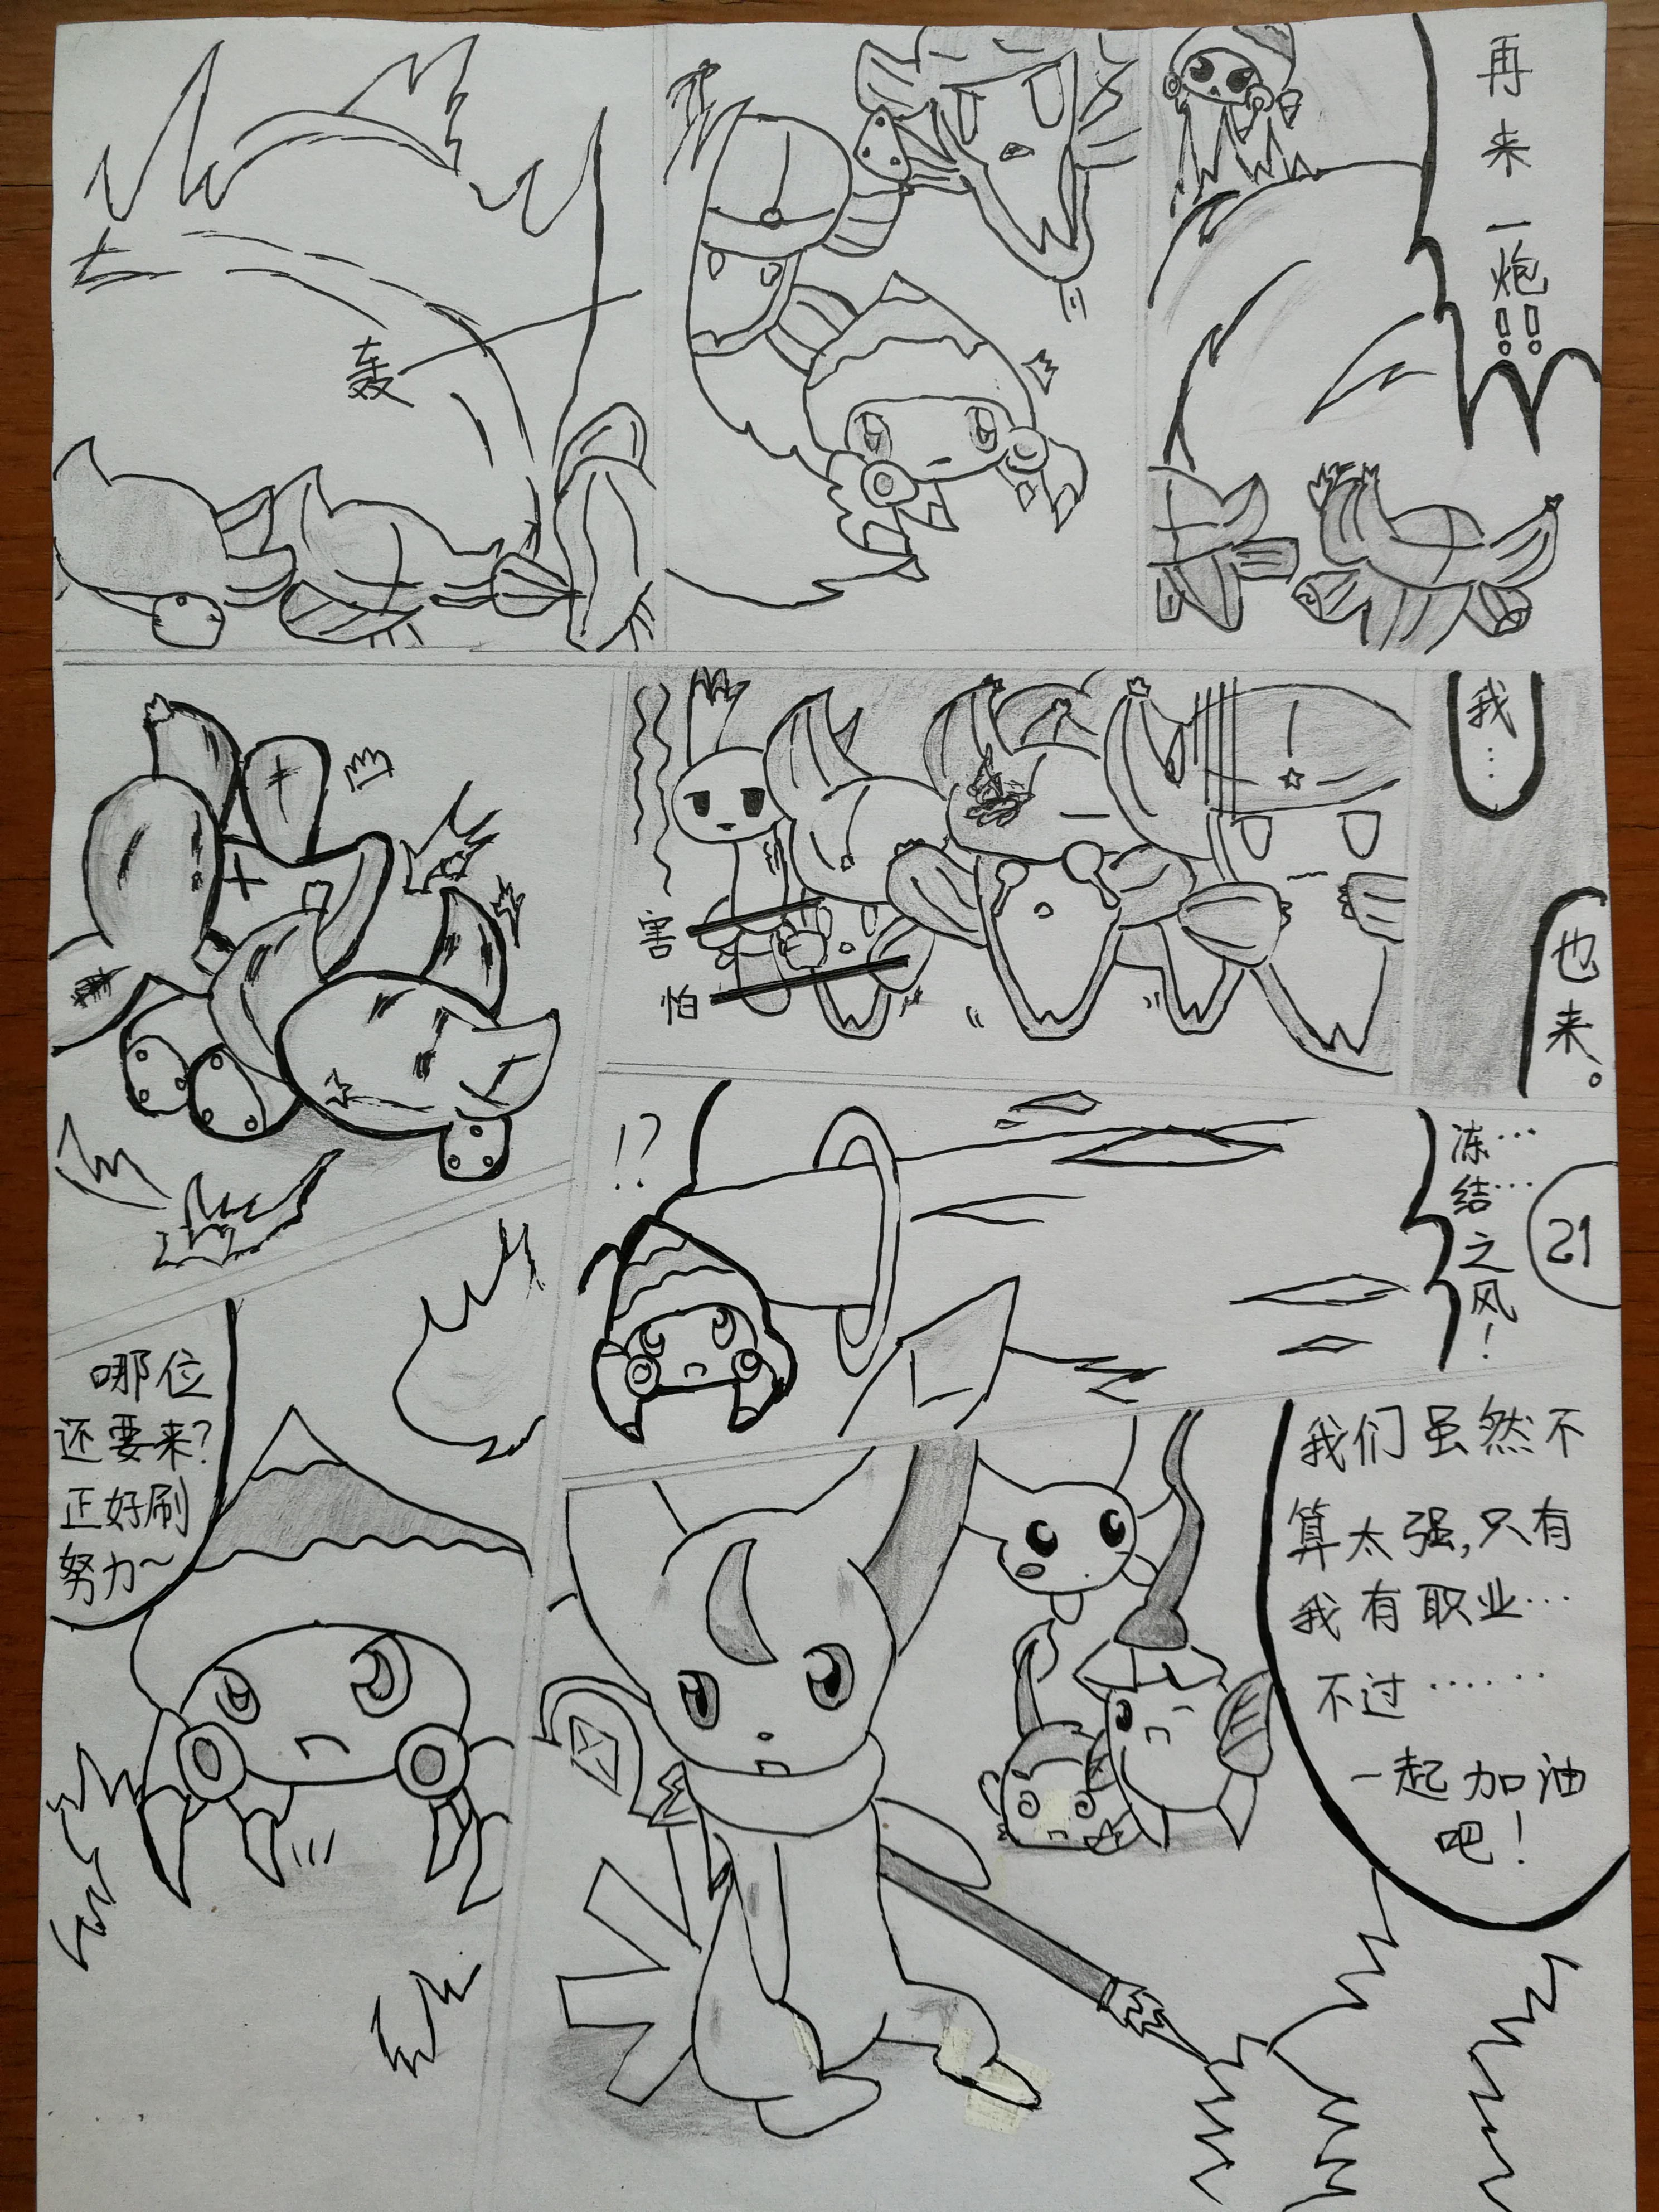 再来一炮!!
轰
我…
也来。
害怕
!?
冻…
结…
之
风!
21
哪位
还要来?
正好刷
努力~
我们虽然不
算太强,只有
我有职业…
不过……
一起加油
吧!